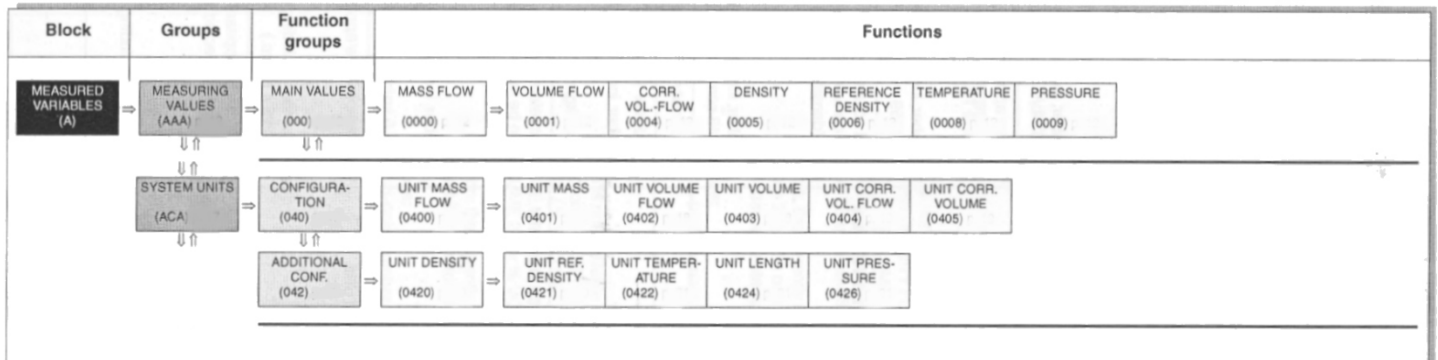 Block
Groups
Function
groups
Functions
MEASURED
VARIABLES
(A)
⇒
MEASURING
VALUES
(AAA)
⇒
MAIN VALUES
(000)
⇒
MASS FLOW
(0000)
⇒
VOLUME FLOW
(0001)
CORR.
VOL.-FLOW
(0004)
DENSITY
(0005)
REFERENCE
DENSITY
(0006)
TEMPERATURE
(0008)
PRESSURE
(0009)
SYSTEM UNITS
(ACA)
⇒
CONFIGURA-
TION
(040)
⇒
UNIT MASS
FLOW
(0400)
⇒
UNIT MASS
(0401)
UNIT VOLUME
FLOW
(0402)
UNIT VOLUME
(0403)
UNIT CORR.
VOL. FLOW
(0404)
UNIT CORR.
VOLUME
(0405)
ADDITIONAL
CONF.
(042)
⇒
UNIT DENSITY
(0420)
⇒
UNIT REF.
DENSITY
(0421)
UNIT TEMPER-
ATURE
(0422)
UNIT LENGTH
(0424)
UNIT PRES-
SURE
(0426)